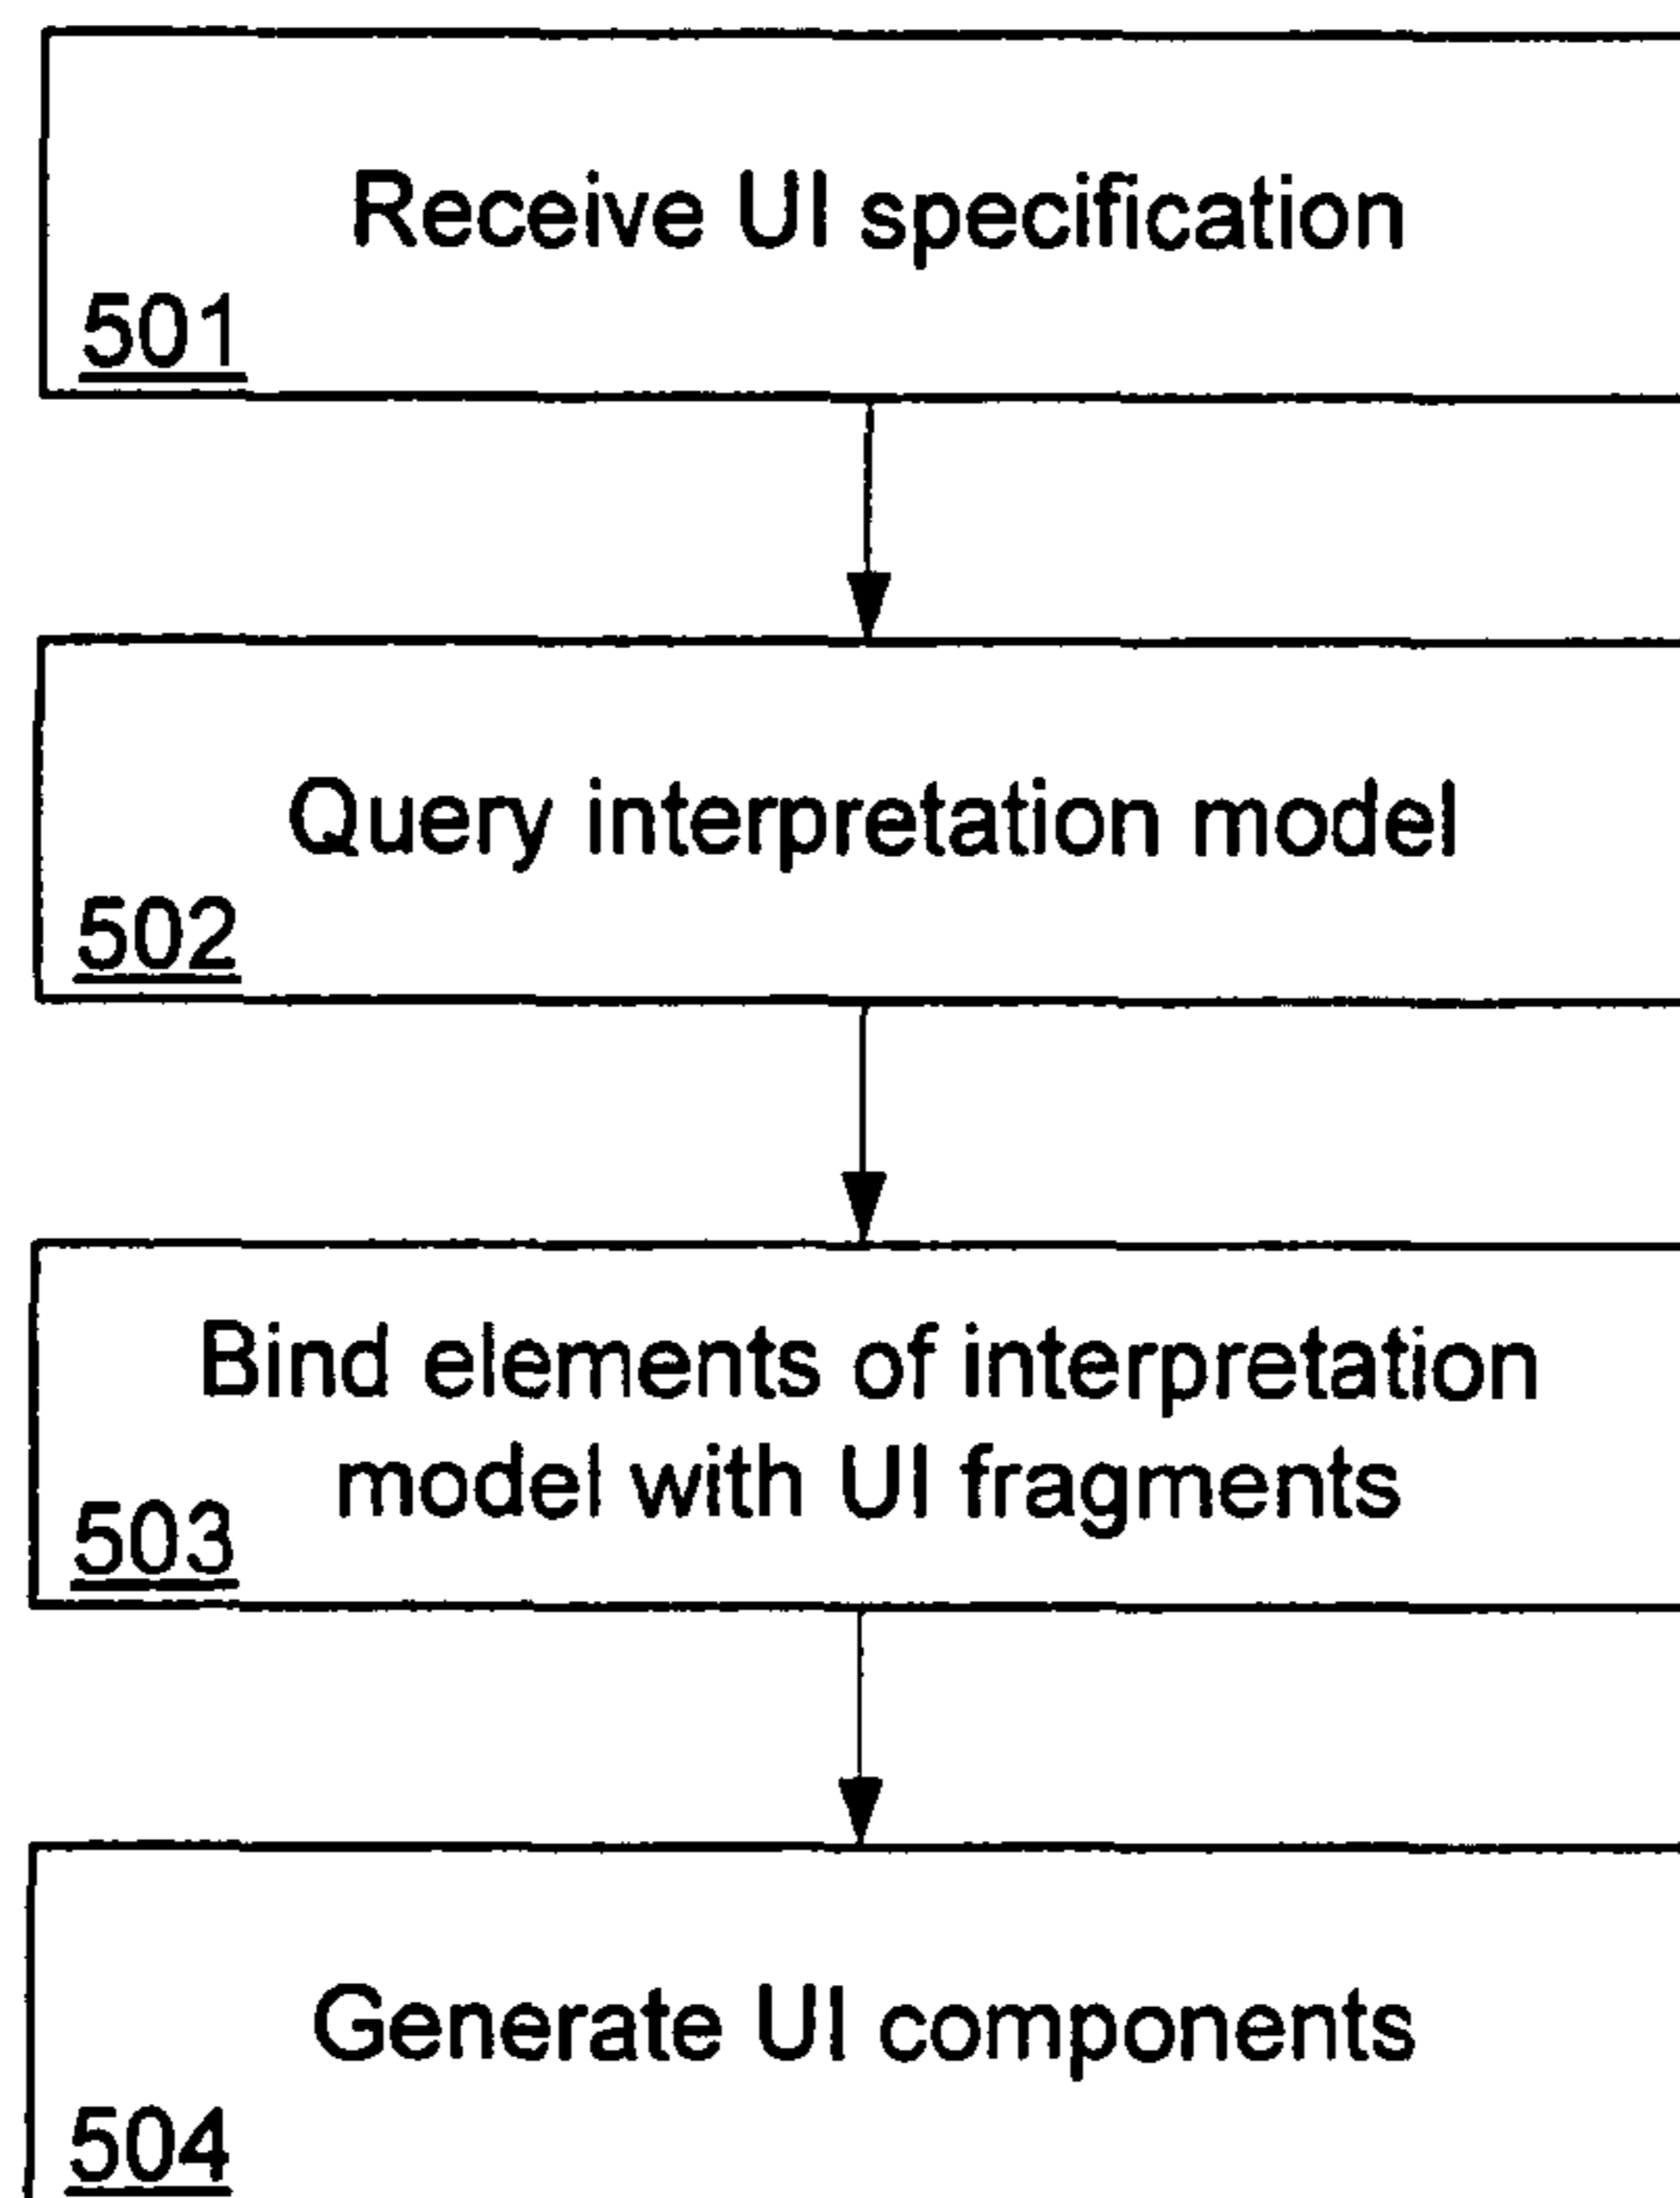 Receive UI specification
501
Query interpretation model
502
Bind elements of interpretation
model with UI fragments
503
Generate UI components
504